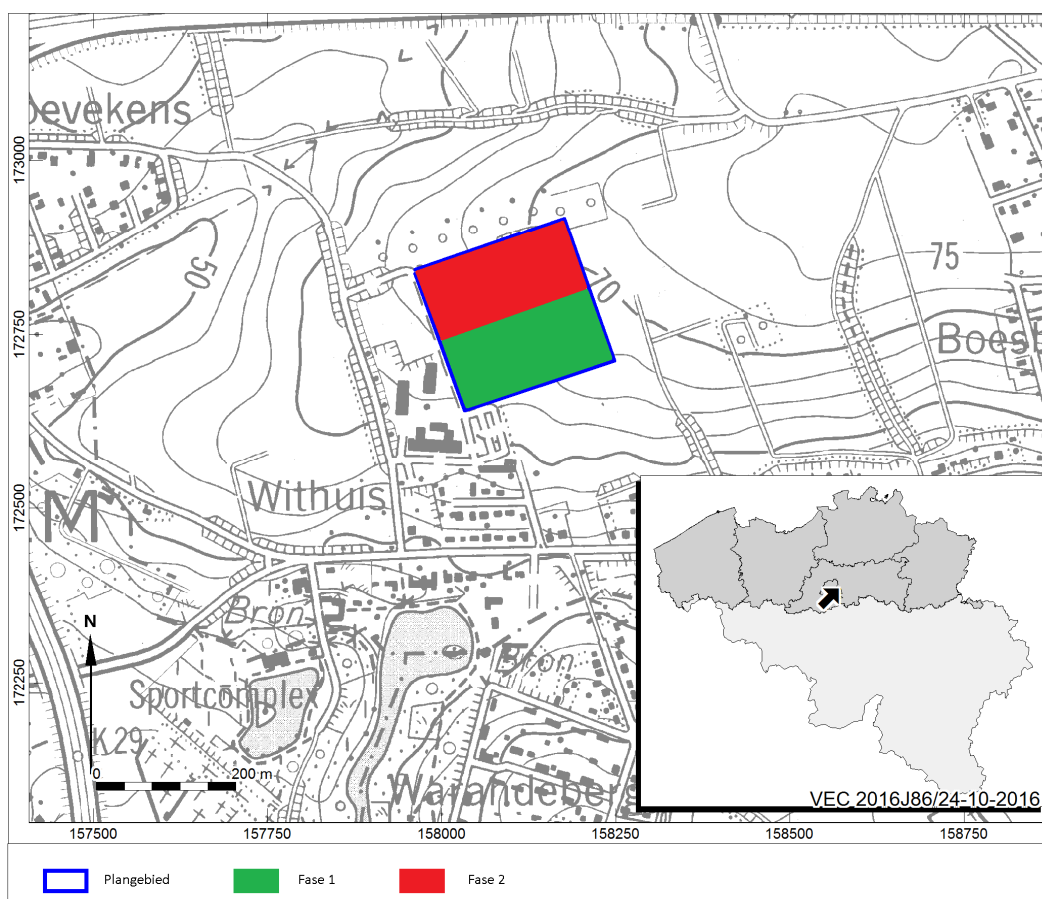 oevekens
173000
50
75
70
172750
Boesb
Withuis
M
172500
Bron
N
Bron
172250
Sportcomplex
K29
0 200 m
Warandeberg
VEC 2016J86/24-10-2016
157500 157750 158000 158250 158500 158750
Plangebied Fase 1 Fase 2